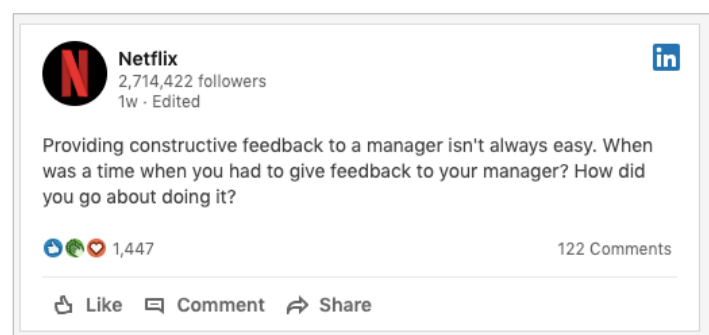 N
Netflix
in
2,714,422 followers
1w · Edited
Providing constructive feedback to a manager isn't always easy. When
was a time when you had to give feedback to your manager? How did
you go about doing it?
1,447
122 Comments
Like Comment Share